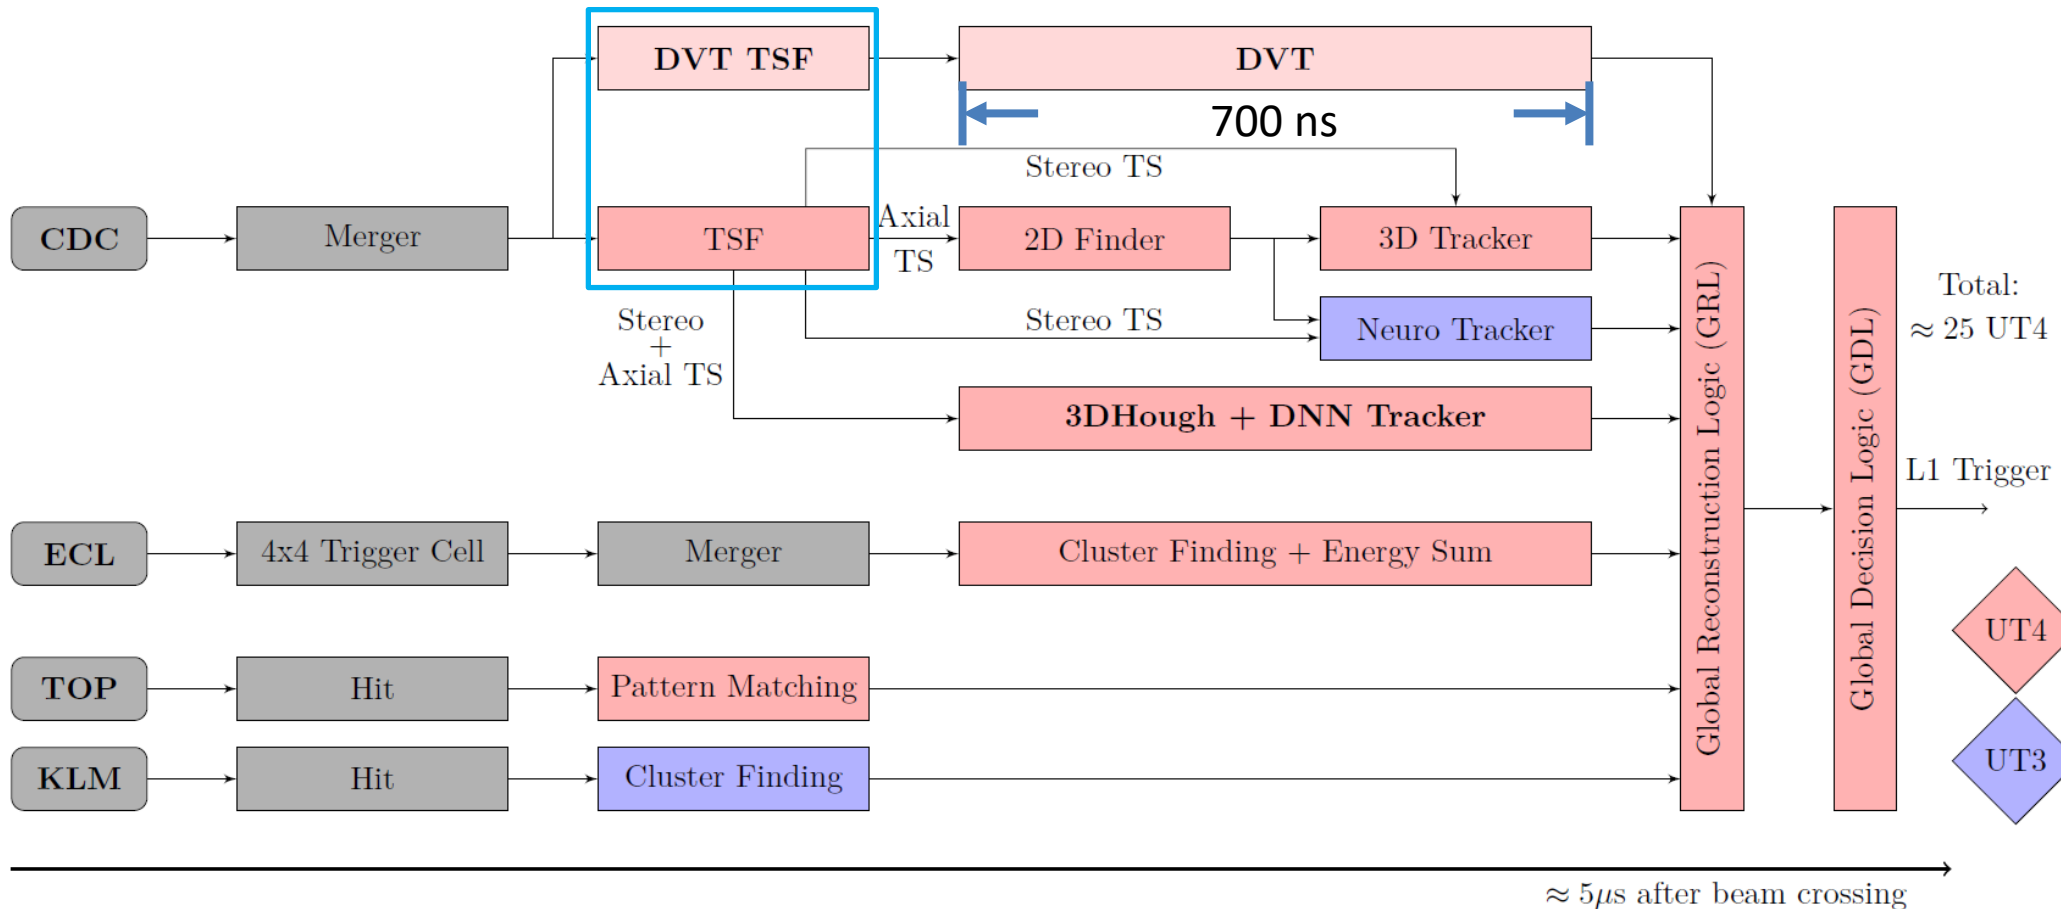 DVT TSF
DVT
700 ns
Stereo TS
CDC
Merger
TSF
Axial
TS
2D Finder
3D Tracker
Stereo
+
Axial TS
Stereo TS
Neuro Tracker
3DHough + DNN Tracker
Global Reconstruction Logic (GRL)
Global Decision Logic (GDL)
Total:
≈ 25 UT4
L1 Trigger
ECL
4x4 Trigger Cell
Merger
Cluster Finding + Energy Sum
TOP
Hit
Pattern Matching
UT4
KLM
Hit
Cluster Finding
UT3
≈ 5μs after beam crossing